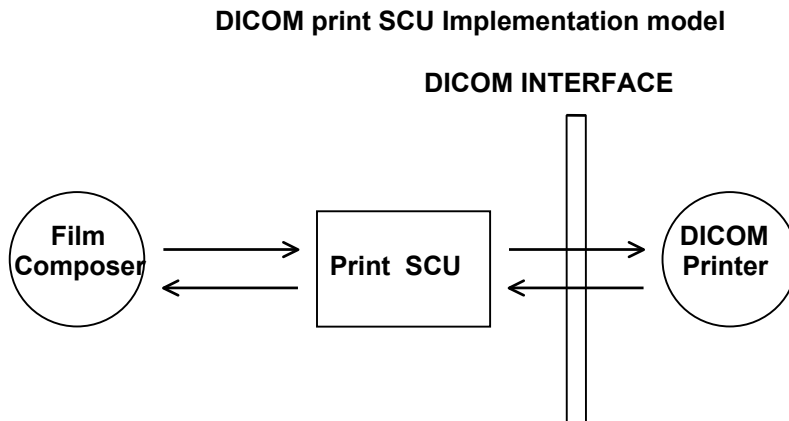 DICOM print SCU Implementation model
DICOM INTERFACE
Film
Composer
Print SCU
DICOM
Printer